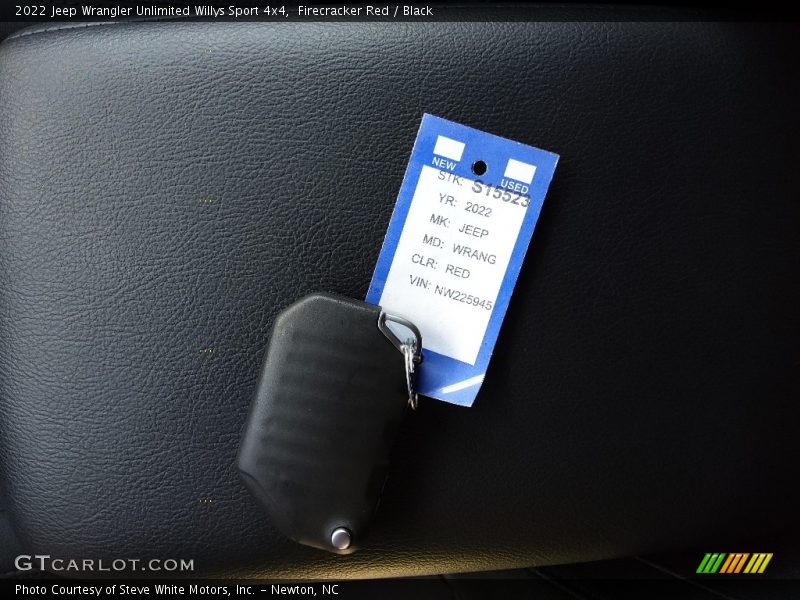 2022 Jeep Wrangler Unlimited Willys Sport 4x4,  Firecracker Red / Black
NEW
USED
STK: S15523
YR: 2022
MK: JEEP
MD: WRANG
CLR: RED
VIN: NW225945
GTCARLOT.COM
Photo Courtesy of Steve White Motors, Inc. – Newton, NC